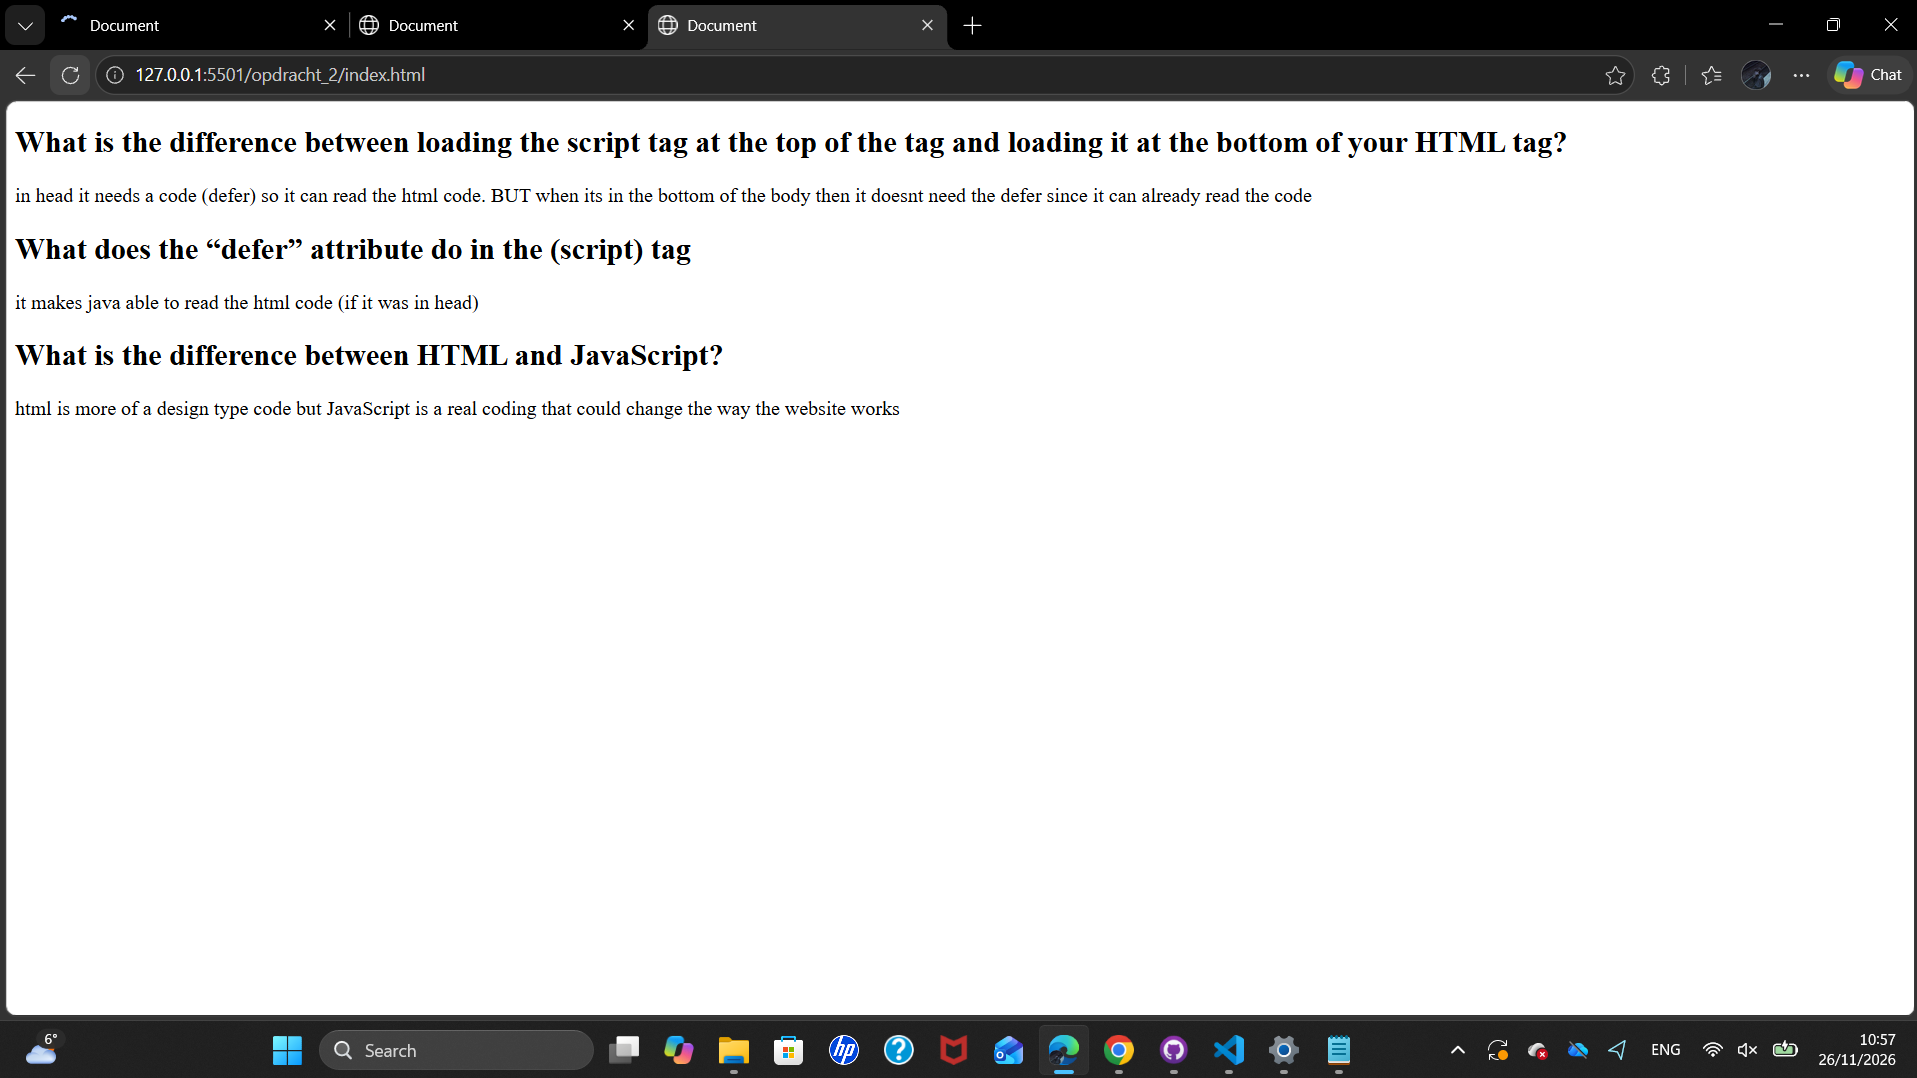 Document
Document
Document
127.0.0.1:5501/opdracht_2/index.html
Chat
What is the difference between loading the script tag at the top of the tag and loading it at the bottom of your HTML tag?
in head it needs a code (defer) so it can read the html code. BUT when its in the bottom of the body then it doesnt need the defer since it can already read the code
What does the “defer” attribute do in the (script) tag
it makes java able to read the html code (if it was in head)
What is the difference between HTML and JavaScript?
html is more of a design type code but JavaScript is a real coding that could change the way the website works
6°
Search
hp
ENG
10:57
26/11/2026